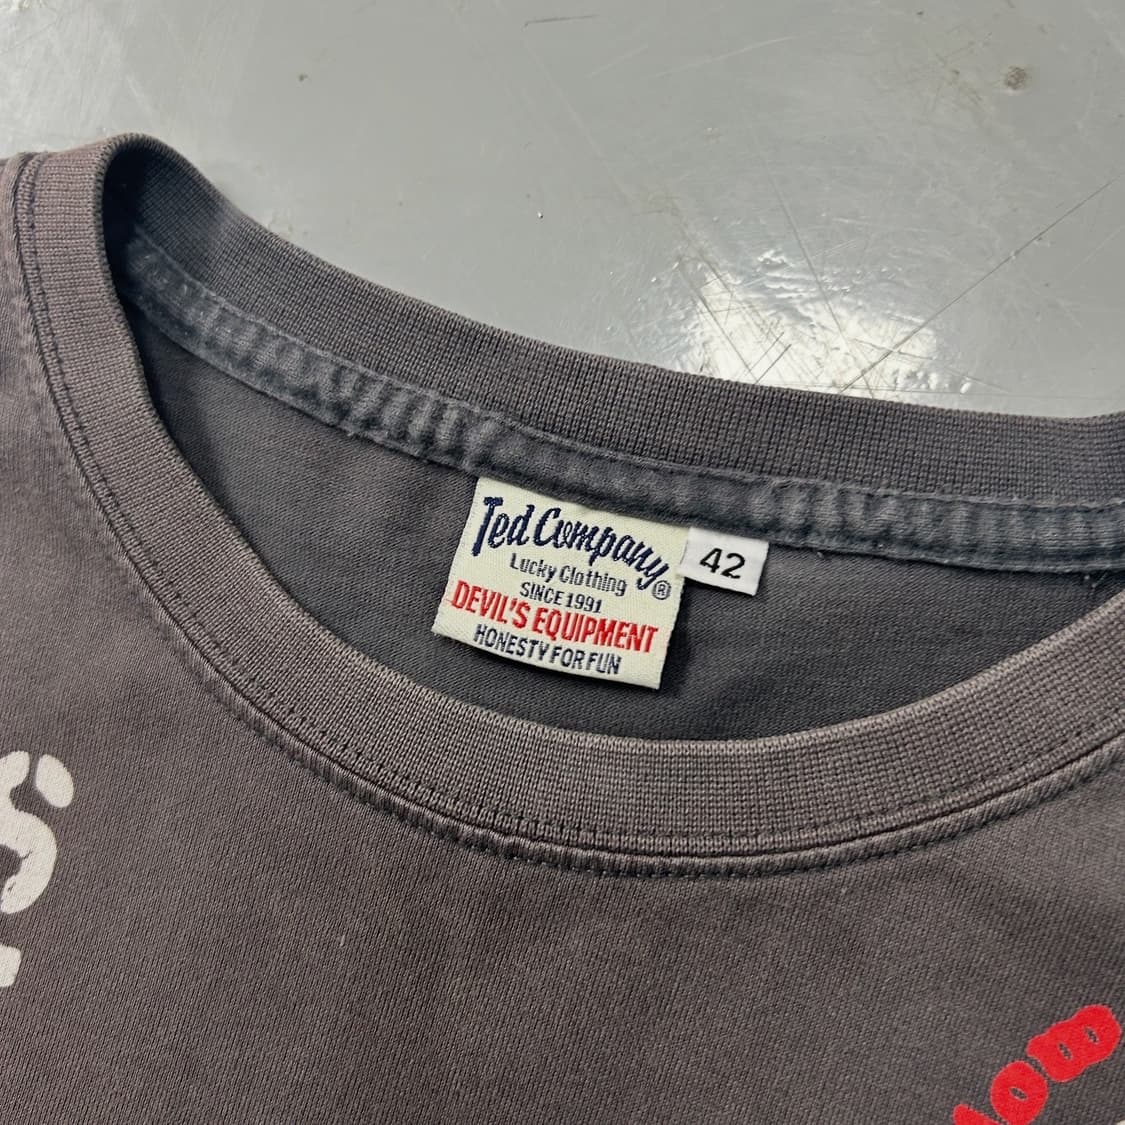 Ted Company®
Lucky Clothing
SINCE 1991
DEVIL'S EQUIPMENT
HONESTY FOR FUN
42